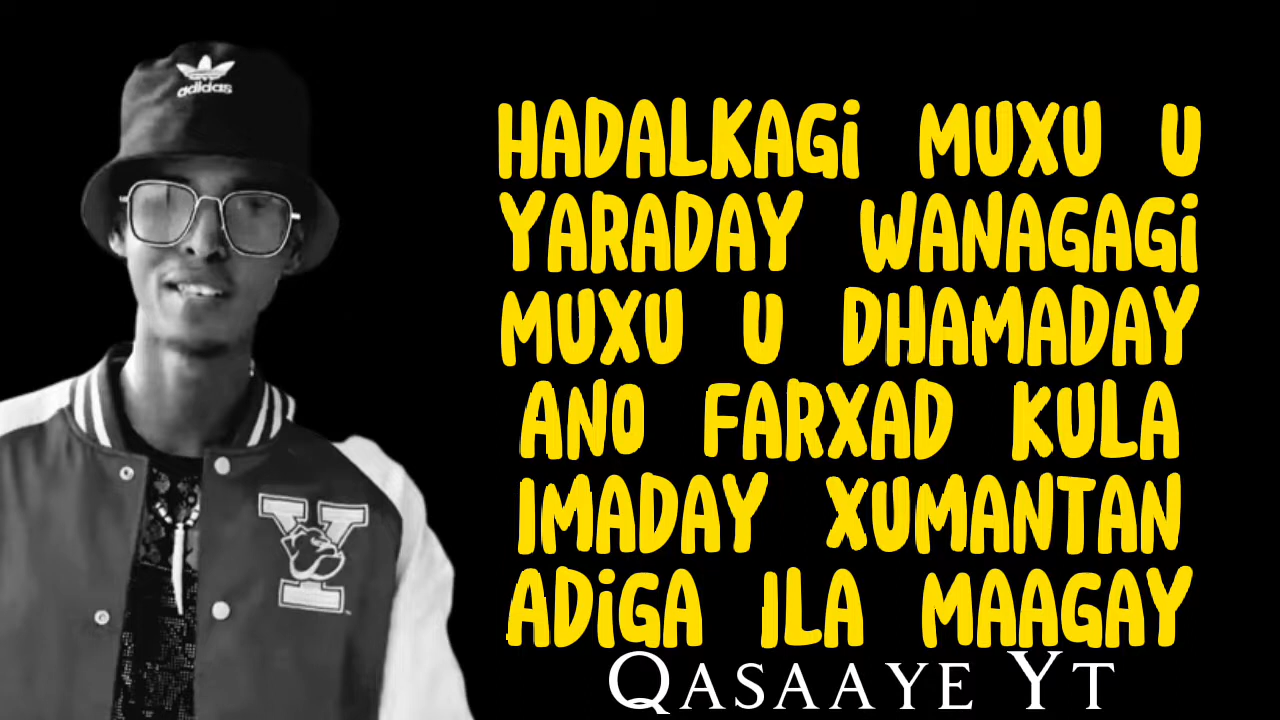 adidas
HADALKAGi MUXU U
YARADAY WANAGAGi
MUXU U DHAMADAY
ANO FARXAD KULA
IMADAY XUMANTAN
ADiGA ILA MAAGAY
QASAAYE YT
Y